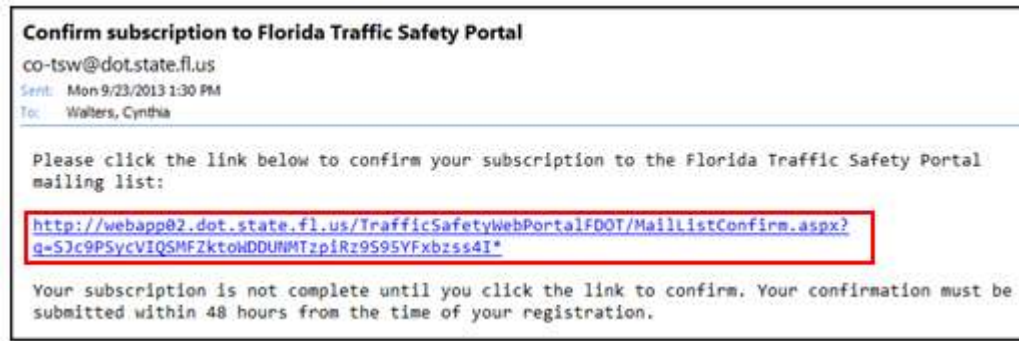 Confirm subscription to Florida Traffic Safety Portal
co-tsw@dot.state.fl.us
Sent: Mon 9/23/2013 1:30 PM
To: Walters, Cynthia
Please click the link below to confirm your subscription to the Florida Traffic Safety Portal
mailing list:
http://webapp02.dot.state.fl.us/TrafficSafetyWebPortalFDOT/MailListConfirm.aspx?
q=SJc9PSycVIQSMFZktoWDDUNMTzpiRz9S9SYFxbzss4I*
Your subscription is not complete until you click the link to confirm. Your confirmation must be
submitted within 48 hours from the time of your registration.